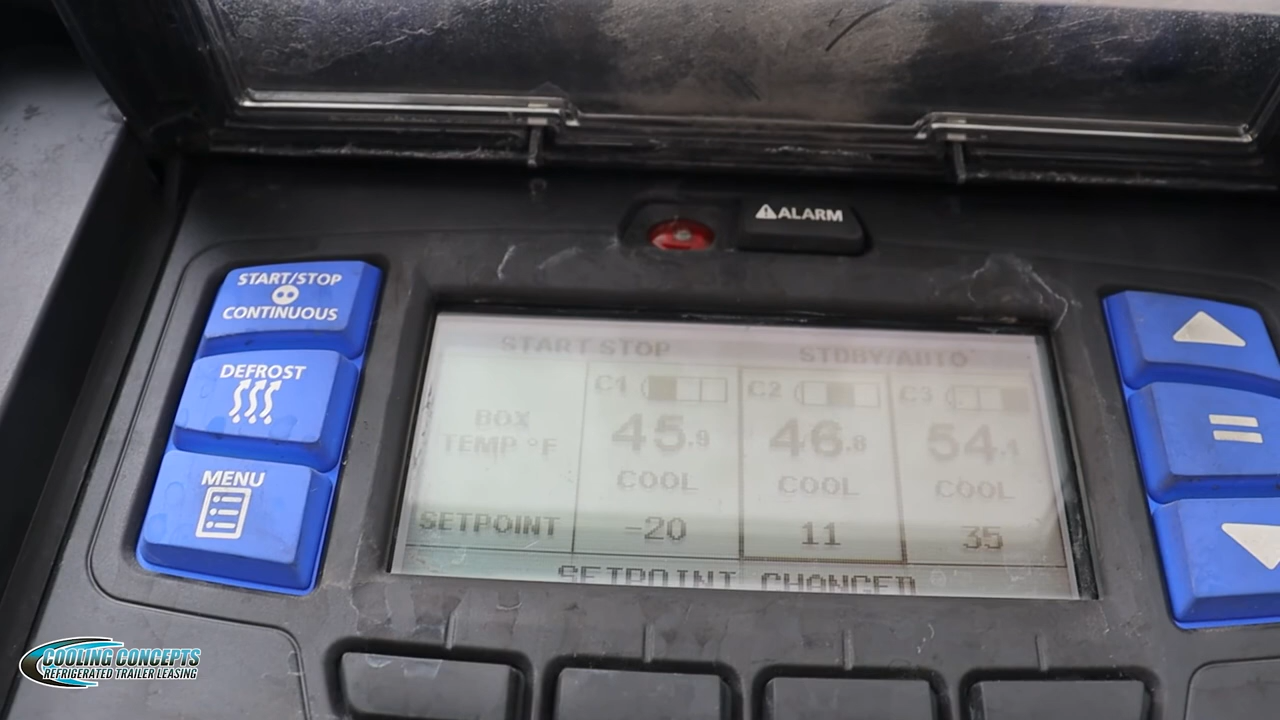 ALARM
START/STOP
CONTINUOUS
DEFROST
MENU
START STOP STDBY/AUTO
C1 C2 C3
BOX
TEMP °F
45.9 46.8 54.1
COOL COOL COOL
SETPOINT -20 11 35
SETPOINT CHANGED
COOLING CONCEPTS
REFRIGERATED TRAILER LEASING